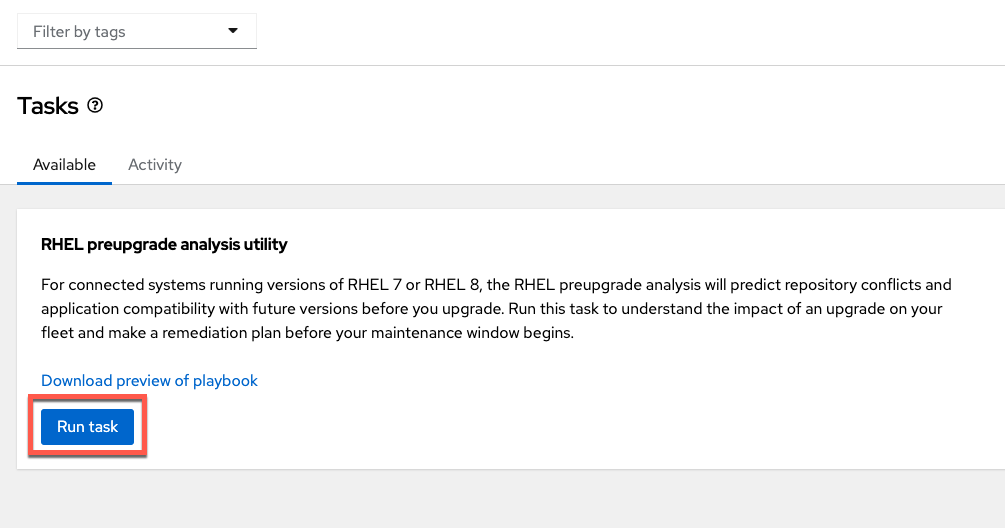 Filter by tags
Tasks
Available Activity
RHEL preupgrade analysis utility
For connected systems running versions of RHEL 7 or RHEL 8, the RHEL preupgrade analysis will predict repository conflicts and
application compatibility with future versions before you upgrade. Run this task to understand the impact of an upgrade on your
fleet and make a remediation plan before your maintenance window begins.
Download preview of playbook
Run task